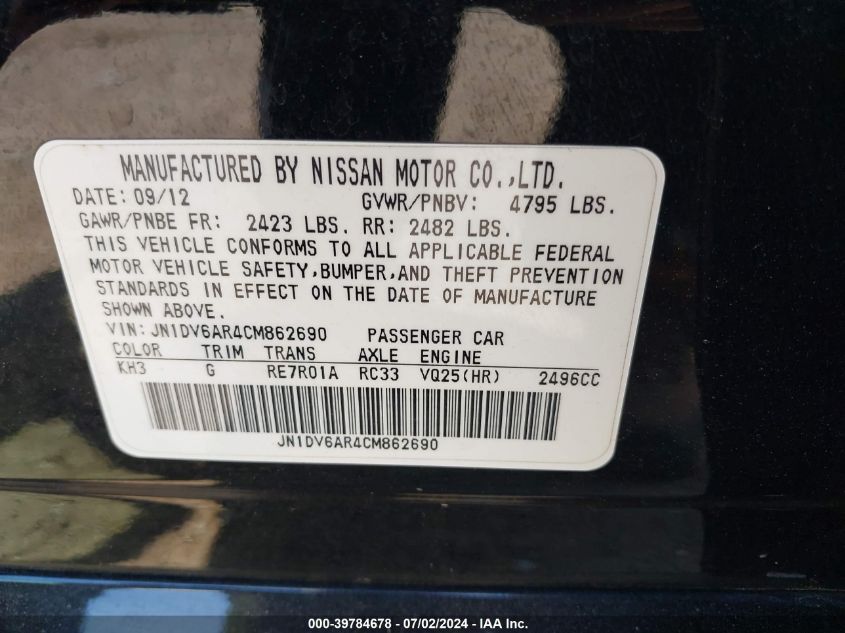 MANUFACTURED BY NISSAN MOTOR CO.,LTD.
DATE: 09/12 GVWR/PNBV: 4795 LBS.
GAWR/PNBE FR: 2423 LBS. RR: 2482 LBS.
THIS VEHICLE CONFORMS TO ALL APPLICABLE FEDERAL
MOTOR VEHICLE SAFETY,BUMPER,AND THEFT PREVENTION
STANDARDS IN EFFECT ON THE DATE OF MANUFACTURE
SHOWN ABOVE.
VIN: JN1DV6AR4CM862690 PASSENGER CAR
COLOR TRIM TRANS AXLE ENGINE
KH3 G RE7R01A RC33 VQ25(HR) 2496CC
JN1DV6AR4CM862690
000-39784678 / 07/02/2024 - IAA Inc.